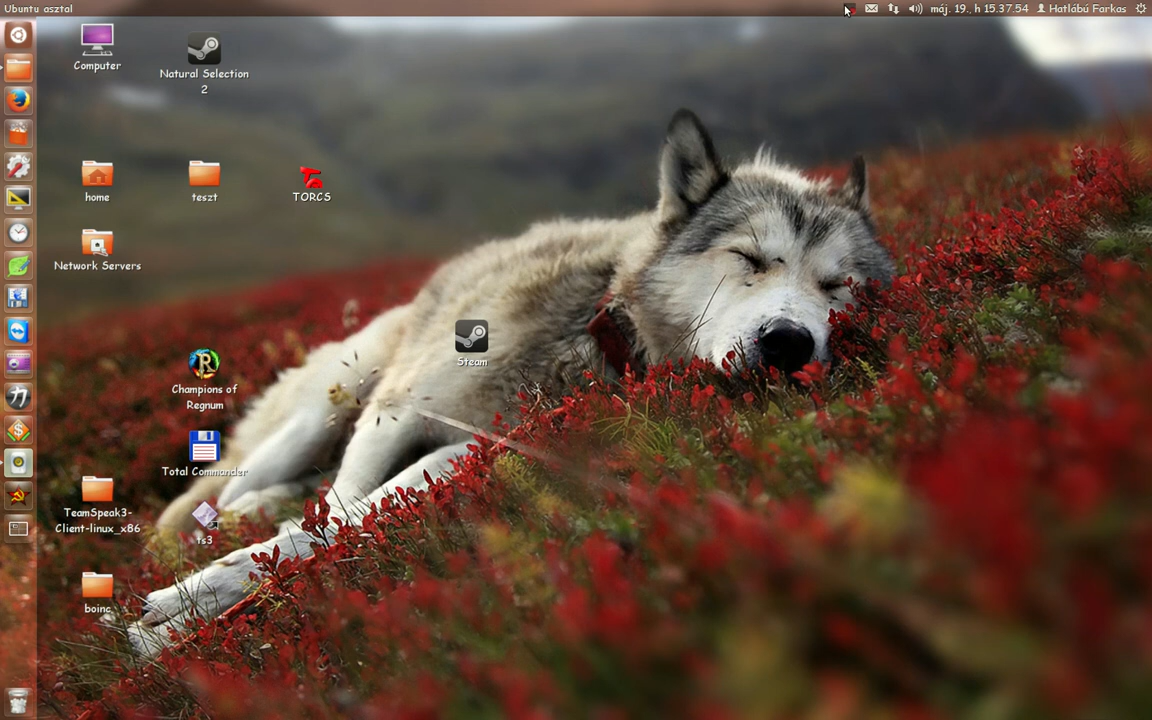 Ubuntu asztal
máj. 19., h 15.37.54
Hatlábú Farkas
Computer
Natural Selection
2
home
teszt
TORCS
Network Servers
Steam
Champions of
Regnum
Total Commander
TeamSpeak3-
Client-linux_x86
ts3
boinc